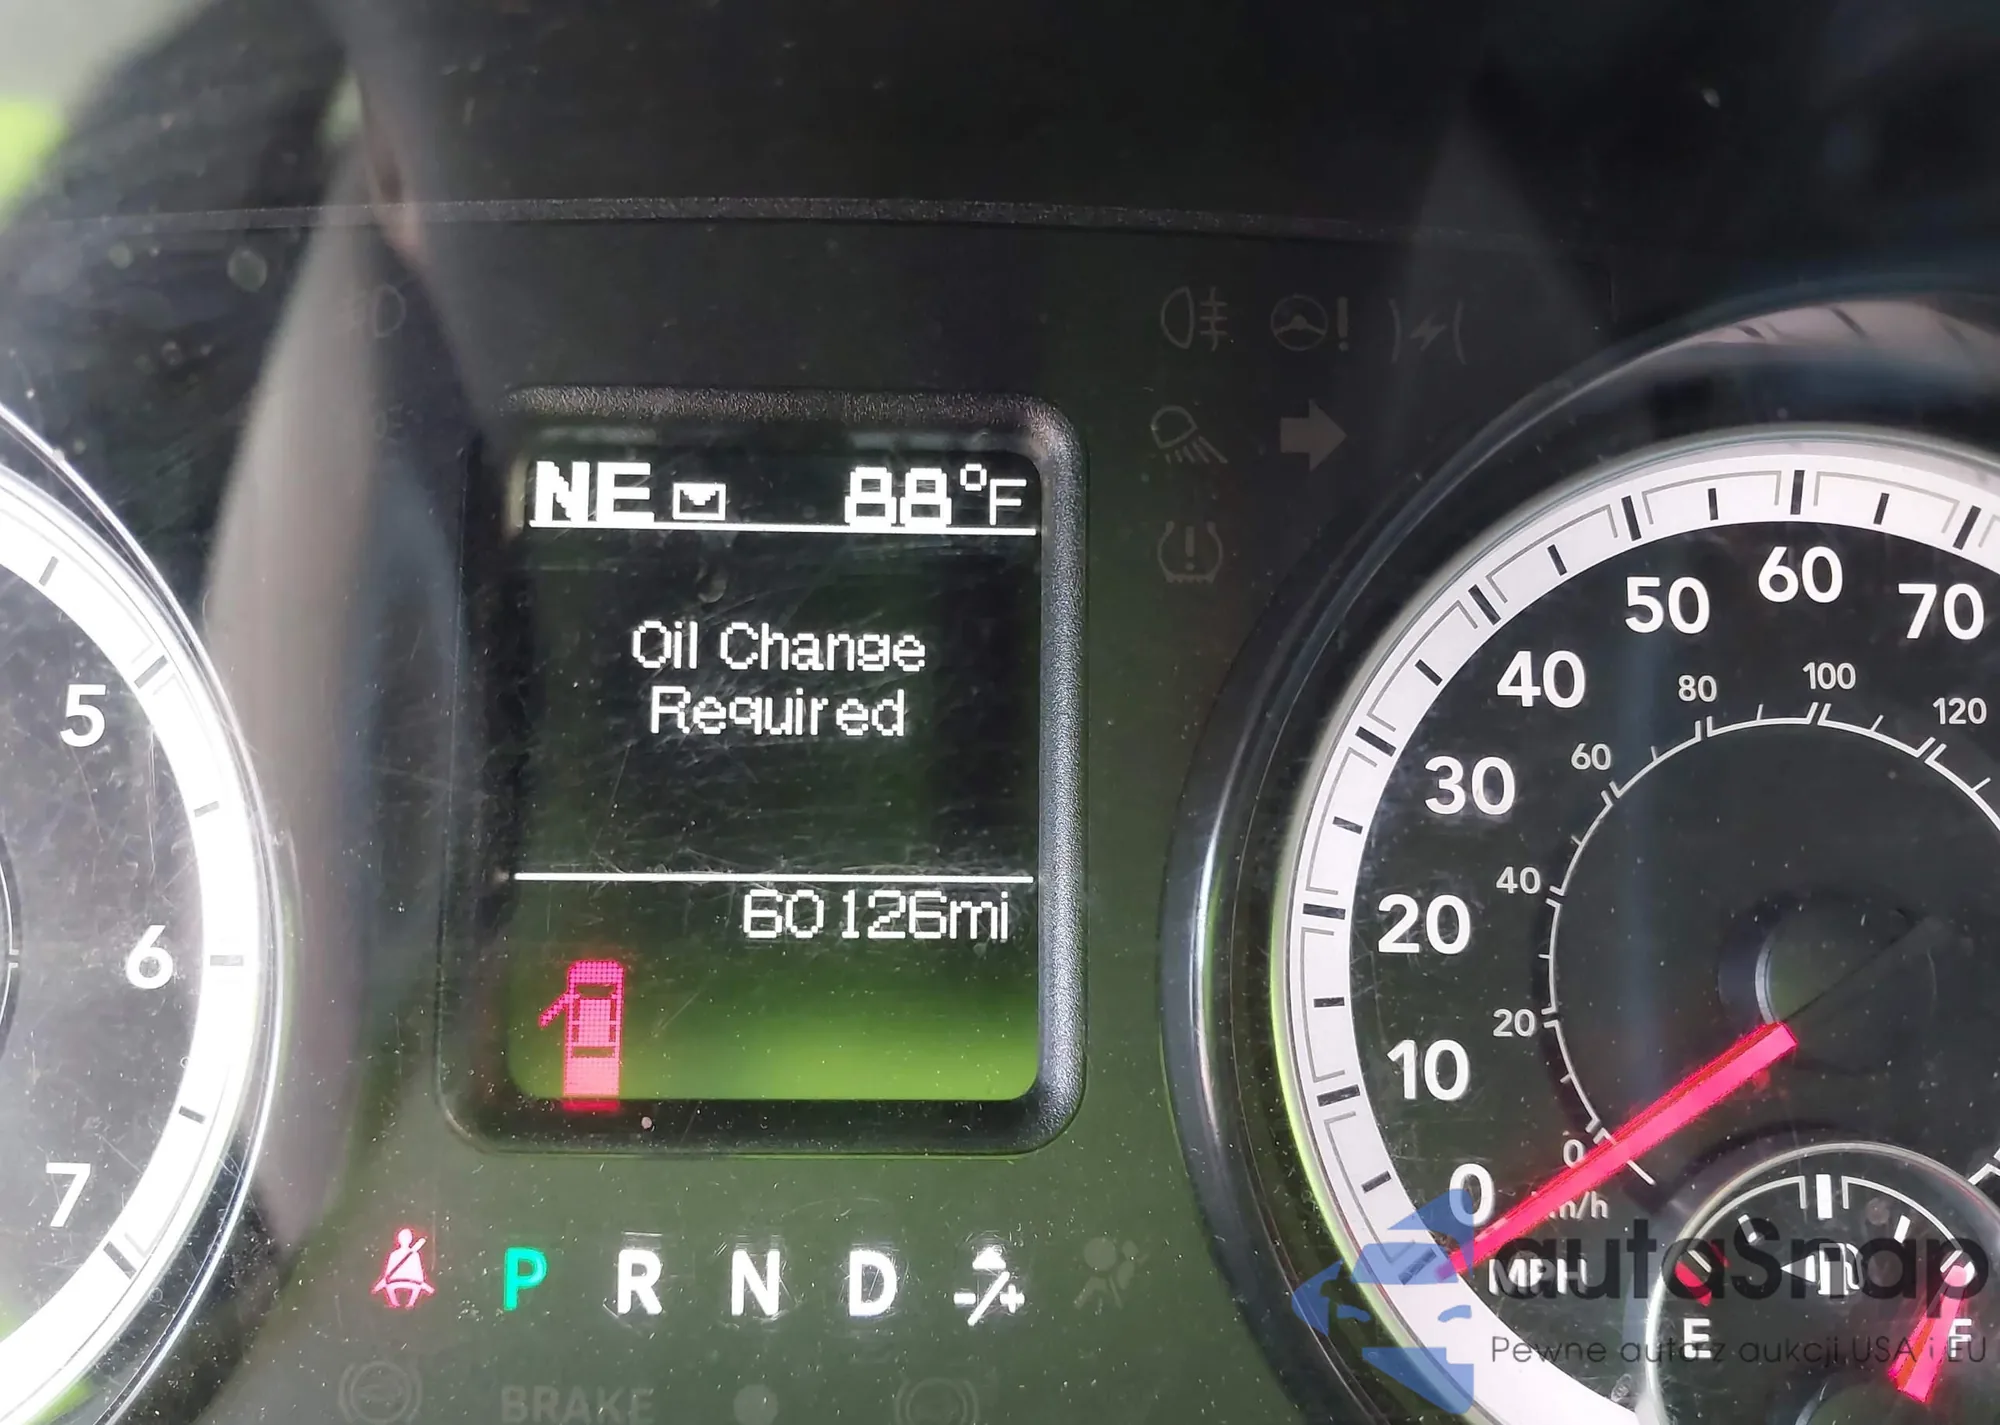 NE 88°F
Oil Change
Required
60126mi
5
6
7
P R N D
BRAKE
0
10
20
30
40
50
60
70
0
20
40
60
80
100
120
MPH
E F
autaSnap
Pewne auta z aukcji USA i EU